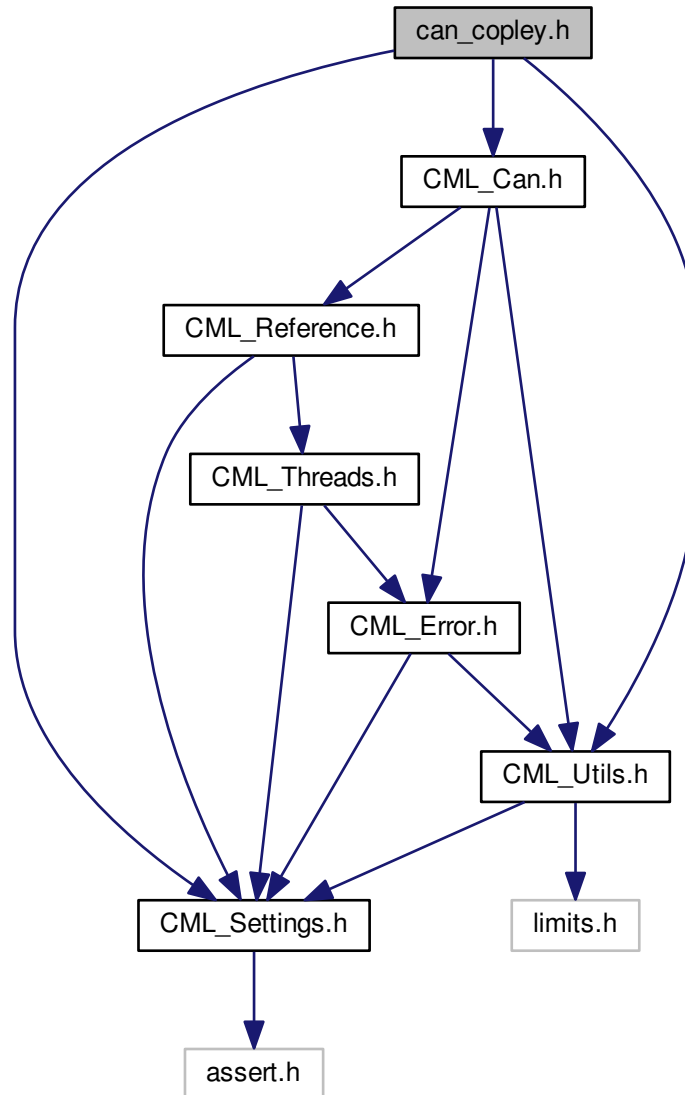 can_copley.h
CML_Can.h
CML_Reference.h
CML_Threads.h
CML_Error.h
CML_Utils.h
CML_Settings.h
limits.h
assert.h